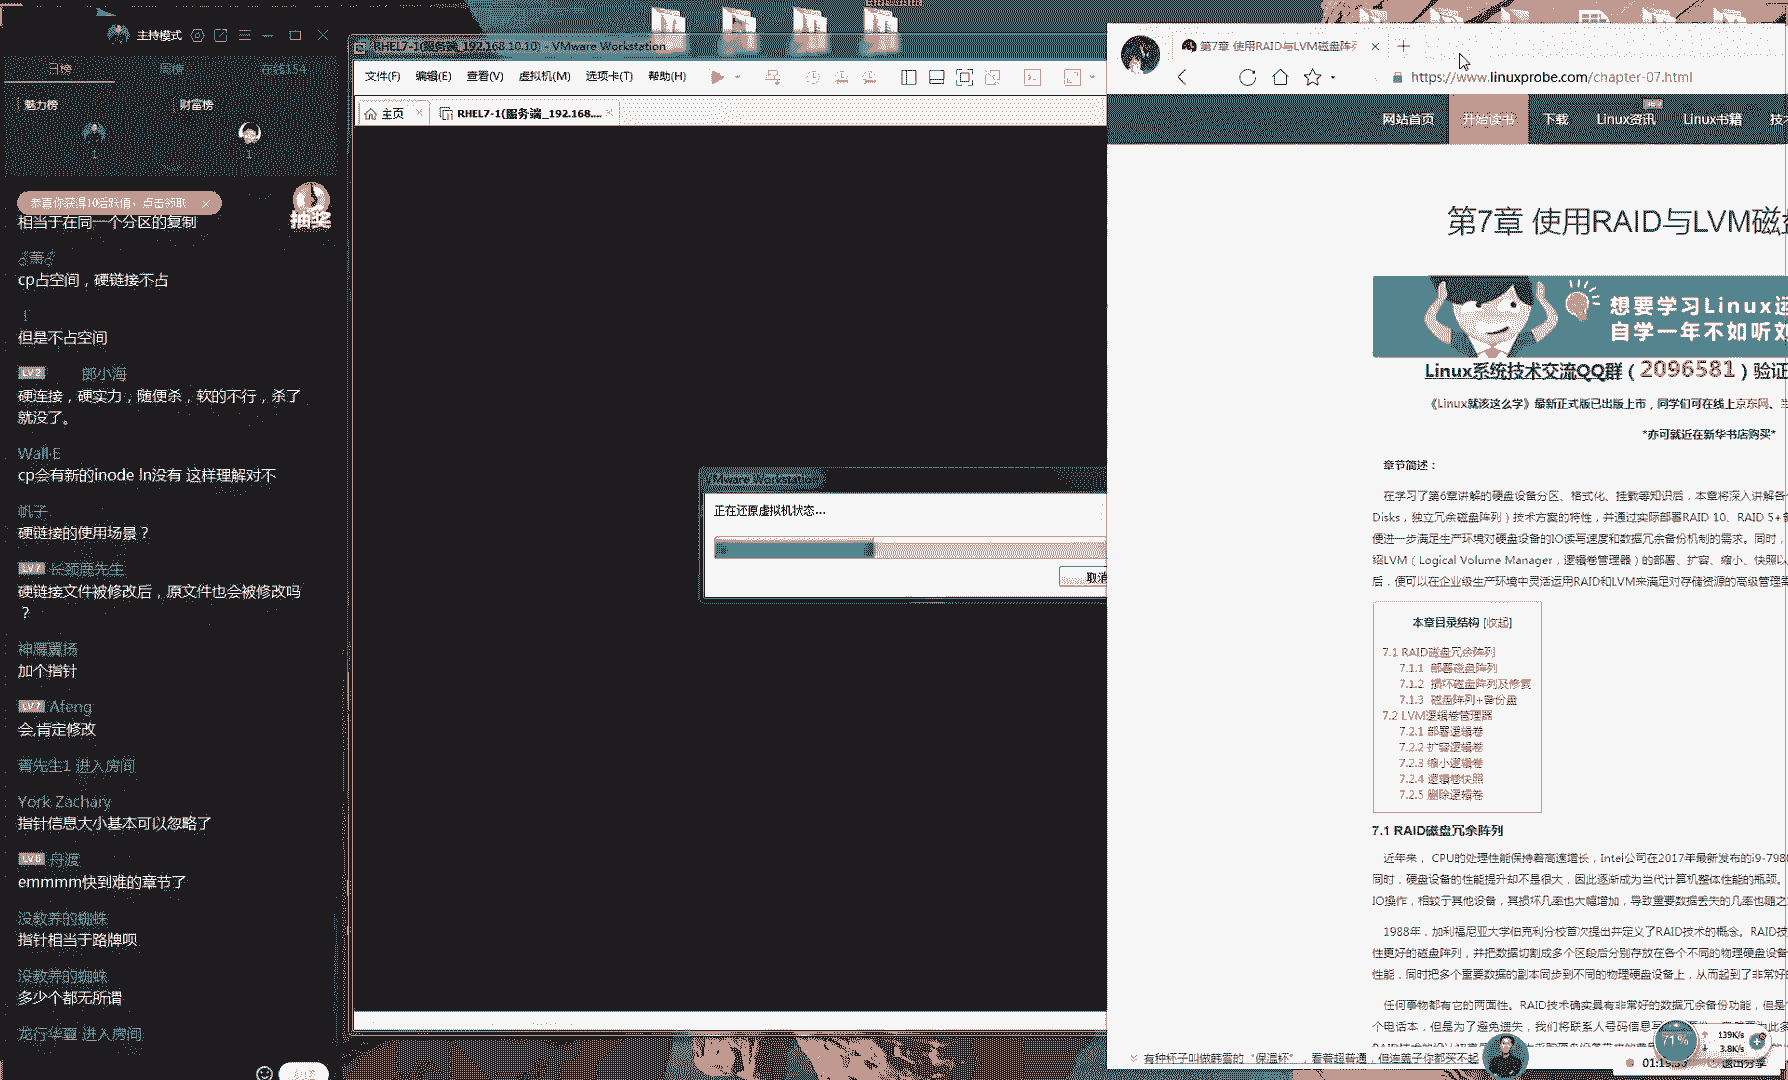 主持模式
日榜
周榜
在线154
魅力榜
财富榜
1
1
恭喜你获得10活跃值，点击领取
抽奖
相当于在同一个分区的复制
cp占空间，硬链接不占
！
但是不占空间
LV2 郎小海
硬连接，硬实力，随便杀，软的不行，杀了
就没了。
Wall·E
cp会有新的inode ln没有 这样理解对不
帆子
硬链接的使用场景？
LV7 长颈鹿先生
硬链接文件被修改后，原文件也会被修改吗
？
神藏翼扬
加个指针
LV7 Afeng
会,肯定修改
菁先生1 进入房间
York Zachary
指针信息大小基本可以忽略了
LV6 舟渡
emmmm快到难的章节了
没教养的蜘蛛
指针相当于路牌呗
没教养的蜘蛛
多少个都无所谓
龙行华夏 进入房间
RHEL7-1(服务端_192.168.10.10) - VMware Workstation
文件(F) 编辑(E) 查看(V) 虚拟机(M) 选项卡(T) 帮助(H)
主页
RHEL7-1(服务端_192.168....
VMware Workstation
正在还原虚拟机状态...
取消
第7章 使用RAID与LVM磁盘阵列
https://www.linuxprobe.com/chapter-07.html
网站首页 开始读书 下载 Linux资讯 Linux书籍 技术
第7章 使用RAID与LVM磁盘
想要学习Linux运
自学一年不如听刘
Linux系统技术交流QQ群（2096581）验证
《Linux就该这么学》最新正式版已出版上市，同学们可在线上京东网、当
*亦可就近在新华书店购买*
章节简述：
在学习了第6章讲解的硬盘设备分区、格式化、挂载等知识后，本章将深入讲解各
Disks，独立冗余磁盘阵列）技术方案的特性，并通过实际部署RAID 10、RAID 5+备
便进一步满足生产环境对硬盘设备的IO读写速度和数据冗余备份机制的需求。同时，
绍LVM（Logical Volume Manager，逻辑卷管理器）的部署、扩容、缩小、快照以
后，便可以在企业级生产环境中灵活运用RAID和LVM来满足对存储资源的高级管理需
本章目录结构 [收起]
7.1 RAID磁盘冗余阵列
7.1.1 部署磁盘阵列
7.1.2 损坏磁盘阵列及修复
7.1.3 磁盘阵列+备份盘
7.2 LVM逻辑卷管理器
7.2.1 部署逻辑卷
7.2.2 扩容逻辑卷
7.2.3 缩小逻辑卷
7.2.4 逻辑卷快照
7.2.5 删除逻辑卷
7.1 RAID磁盘冗余阵列
近年来， CPU的处理性能保持着高速增长，Intel公司在2017年最新发布的i9-7980
同时，硬盘设备的性能提升却不是很大，因此逐渐成为当代计算机整体性能的瓶颈。
IO操作，相较于其他设备，其损坏几率也大幅增加，导致重要数据丢失的几率也随之
1988年，加利福尼亚大学伯克利分校首次提出并定义了RAID技术的概念。RAID技
性更好的磁盘阵列，并把数据切割成多个区段后分别存放在各个不同的物理硬盘设备
性能，同时把多个重要数据的副本同步到不同的物理硬盘设备上，从而起到了非常好的
任何事物都有它的两面性。RAID技术确实具有非常好的数据冗余备份功能，但是
个电话本，但是为了避免遗失，我们将联系人号码信息写
有种杯子叫做韩蕾的“保温杯”，看着超普通，但连盖子你都买不起
71%
139K/s
3.8K/s
退出分享